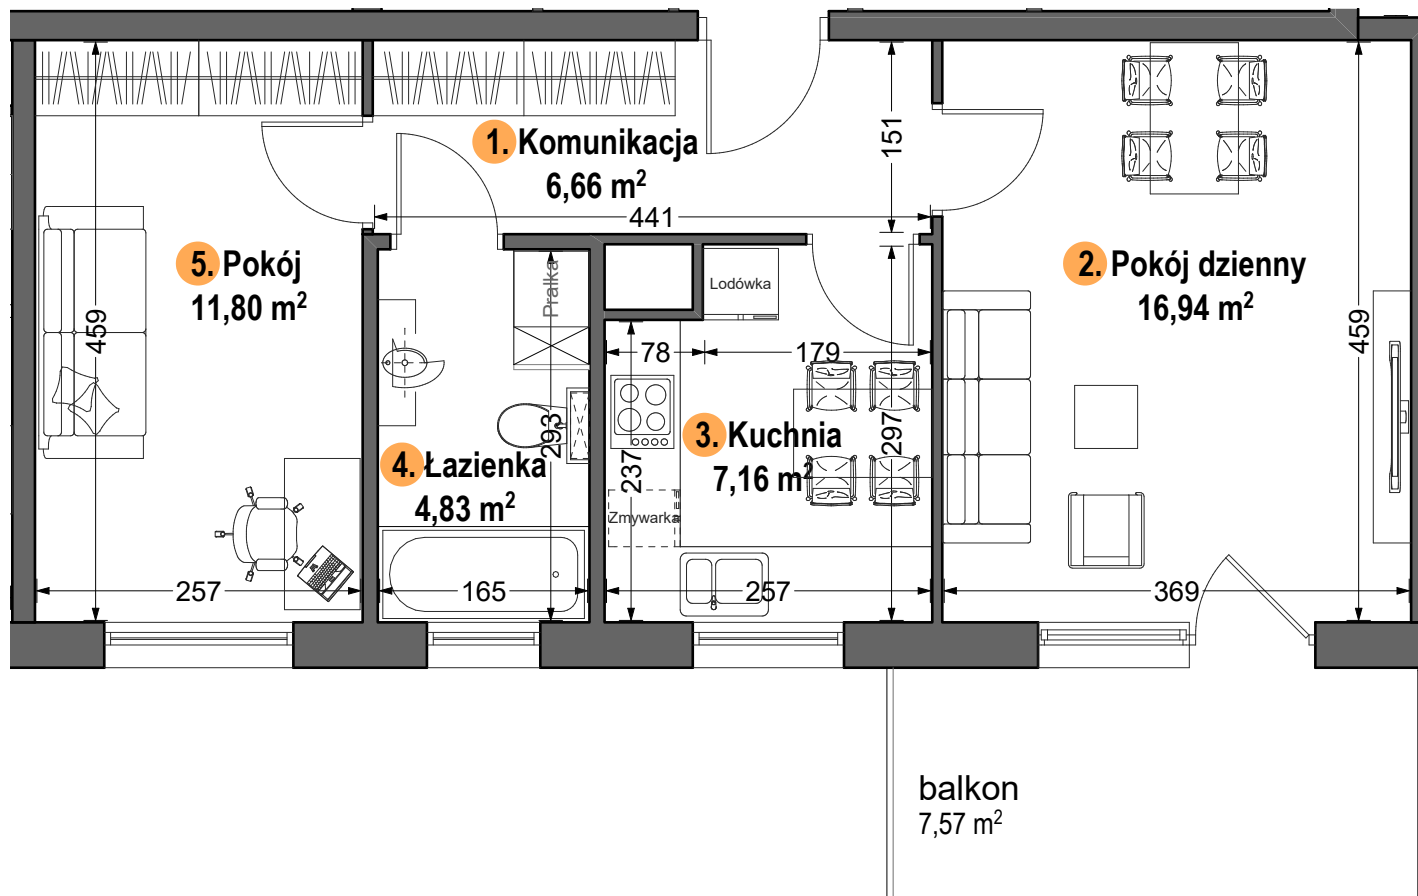 1. Komunikacja
6,66 m²
151
441
5. Pokój
11,80 m²
459
257
2. Pokój dzienny
16,94 m²
459
369
Pralka
Lodówka
78
179
3. Kuchnia
7,16 m²
297
237
Zmywarka
257
4. Łazienka
4,83 m²
293
165
balkon
7,57 m²